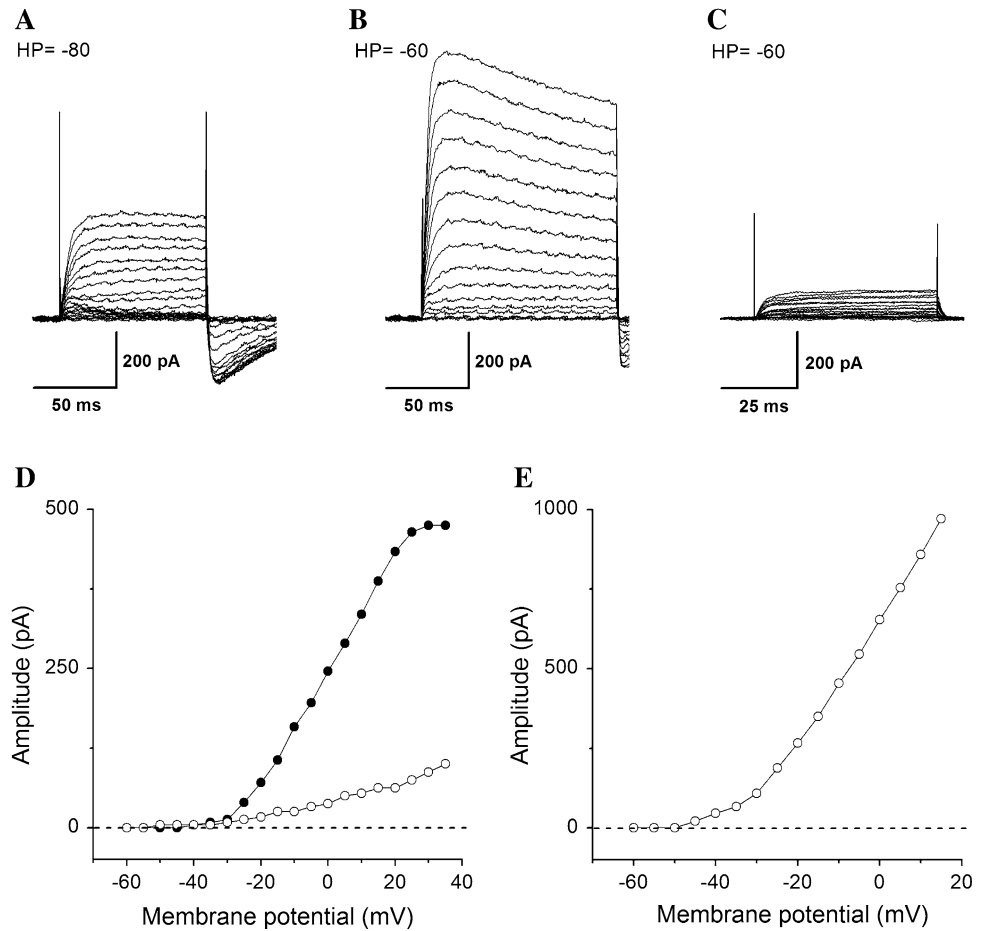 A
B
C
HP= -80
HP= -60
HP= -60
200 pA
50 ms
200 pA
50 ms
200 pA
25 ms
D
E
500
250
0
Amplitude (pA)
-60
-40
-20
0
20
40
Membrane potential (mV)
1000
500
0
Amplitude (pA)
-60
-40
-20
0
20
Membrane potential (mV)